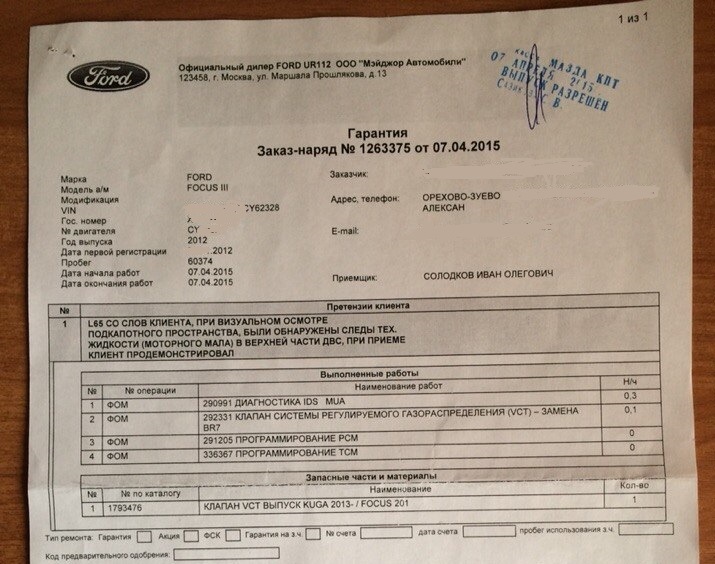 1 из 1
Ford
Официальный дилер FORD UR112 ООО "Мэйджор Автомобили"
123458, г. Москва, ул. Маршала Прошлякова, д.13
МАЗДА КПТ
07 АПРЕЛЯ 2015
ВЫПУСК РАЗРЕШЕН
С В.
Гарантия
Заказ-наряд № 1263375 от 07.04.2015
Марка FORD Заказчик:
Модель а/м FOCUS III
Модификация Адрес, телефон: ОРЕХОВО-ЗУЕВО
VIN CY62328 АЛЕКСАН
Гос. номер
№ двигателя CY E-mail:
Год выпуска 2012
Дата первой регистрации .2012
Пробег 60374
Дата начала работ 07.04.2015 Приемщик: СОЛОДКОВ ИВАН ОЛЕГОВИЧ
Дата окончания работ 07.04.2015
№ Претензии клиента
1 L65 СО СЛОВ КЛИЕНТА, ПРИ ВИЗУАЛЬНОМ ОСМОТРЕ
ПОДКАПОТНОГО ПРОСТРАНСТВА, БЫЛИ ОБНАРУЖЕНЫ СЛЕДЫ ТЕХ.
ЖИДКОСТИ (МОТОРНОГО МАЛА) В ВЕРХНЕЙ ЧАСТИ ДВС, ПРИ ПРИЕМЕ
КЛИЕНТ ПРОДЕМОНСТРИРОВАЛ
Выполненные работы
№ № операции Наименование работ Н/ч
1 ФОМ 290991 ДИАГНОСТИКА IDS MUA 0,3
2 ФОМ 292331 КЛАПАН СИСТЕМЫ РЕГУЛИРУЕМОГО ГАЗОРАСПРЕДЕЛЕНИЯ (VCT) – ЗАМЕНА 0,1
BR7
3 ФОМ 291205 ПРОГРАММИРОВАНИЕ PCM 0
4 ФОМ 336367 ПРОГРАММИРОВАНИЕ TCM 0
Запасные части и материалы
№ № по каталогу Наименование Кол-во
1 1793476 КЛАПАН VCT ВЫПУСК KUGA 2013- / FOCUS 201 1
Тип ремонта: Гарантия Акция ФСК Гарантия на з.ч. № счета дата счета пробег использования з.ч.
Код предварительного одобрения: